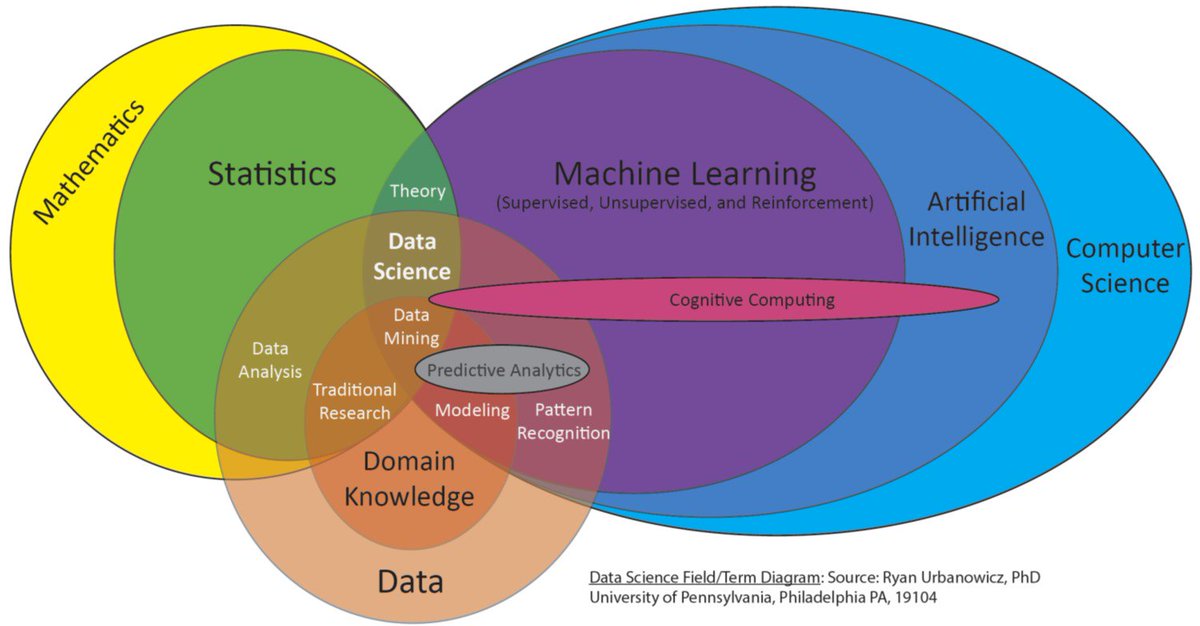 Mathematics
Statistics
Theory
Machine Learning
(Supervised, Unsupervised, and Reinforcement)
Artificial
Intelligence
Computer
Science
Data
Science
Cognitive Computing
Data
Mining
Data
Analysis
Predictive Analytics
Traditional
Research
Modeling
Pattern
Recognition
Domain
Knowledge
Data
Data Science Field/Term Diagram: Source: Ryan Urbanowicz, PhD
University of Pennsylvania, Philadelphia PA, 19104